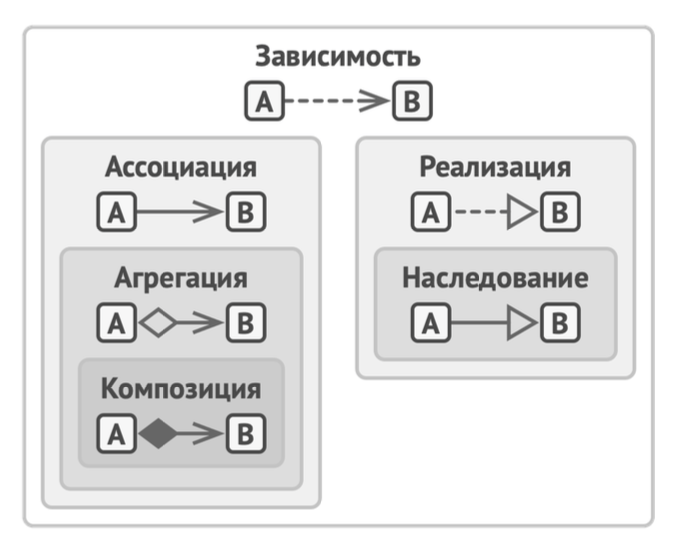 Зависимость
A B
Ассоциация
A B
Агрегация
A B
Композиция
A B
Реализация
A B
Наследование
A B